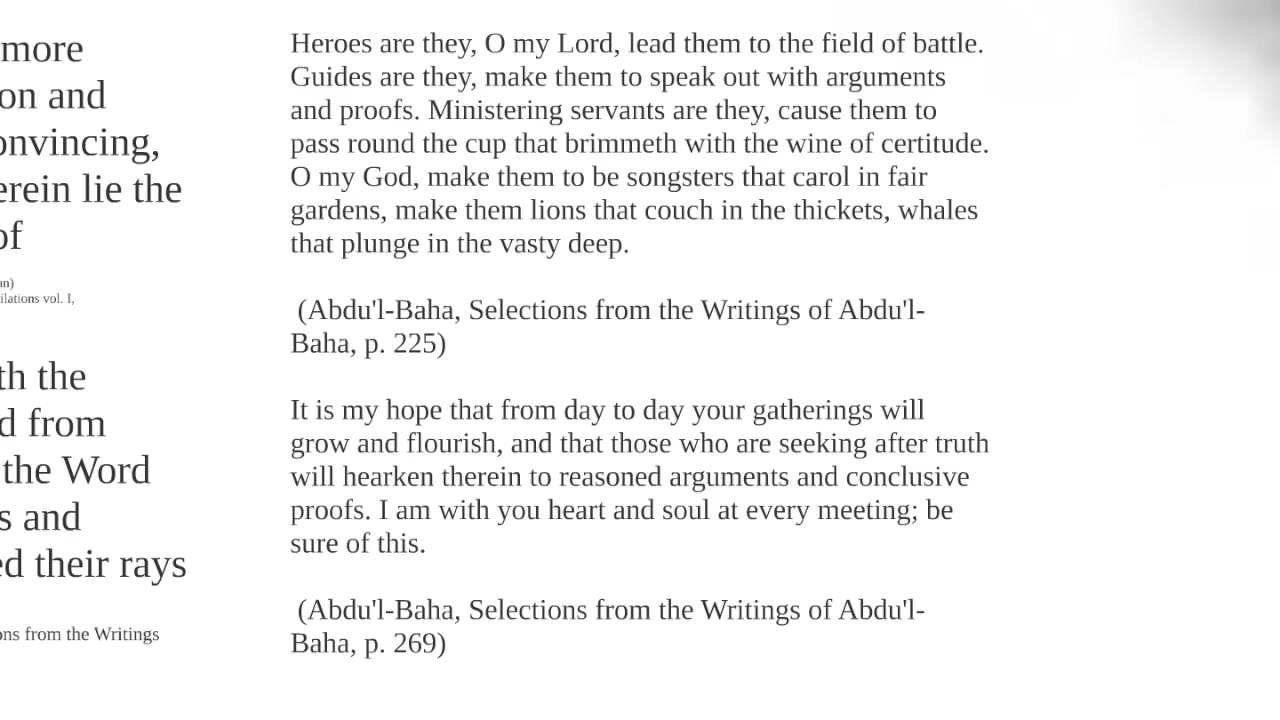 more
on and
onvincing,
erein lie the
of
an)
ilations vol. I,
th the
d from
the Word
s and
ed their rays
ons from the Writings
Heroes are they, O my Lord, lead them to the field of battle.
Guides are they, make them to speak out with arguments
and proofs. Ministering servants are they, cause them to
pass round the cup that brimmeth with the wine of certitude.
O my God, make them to be songsters that carol in fair
gardens, make them lions that couch in the thickets, whales
that plunge in the vasty deep.
(Abdu'l-Baha, Selections from the Writings of Abdu'l-
Baha, p. 225)
It is my hope that from day to day your gatherings will
grow and flourish, and that those who are seeking after truth
will hearken therein to reasoned arguments and conclusive
proofs. I am with you heart and soul at every meeting; be
sure of this.
(Abdu'l-Baha, Selections from the Writings of Abdu'l-
Baha, p. 269)